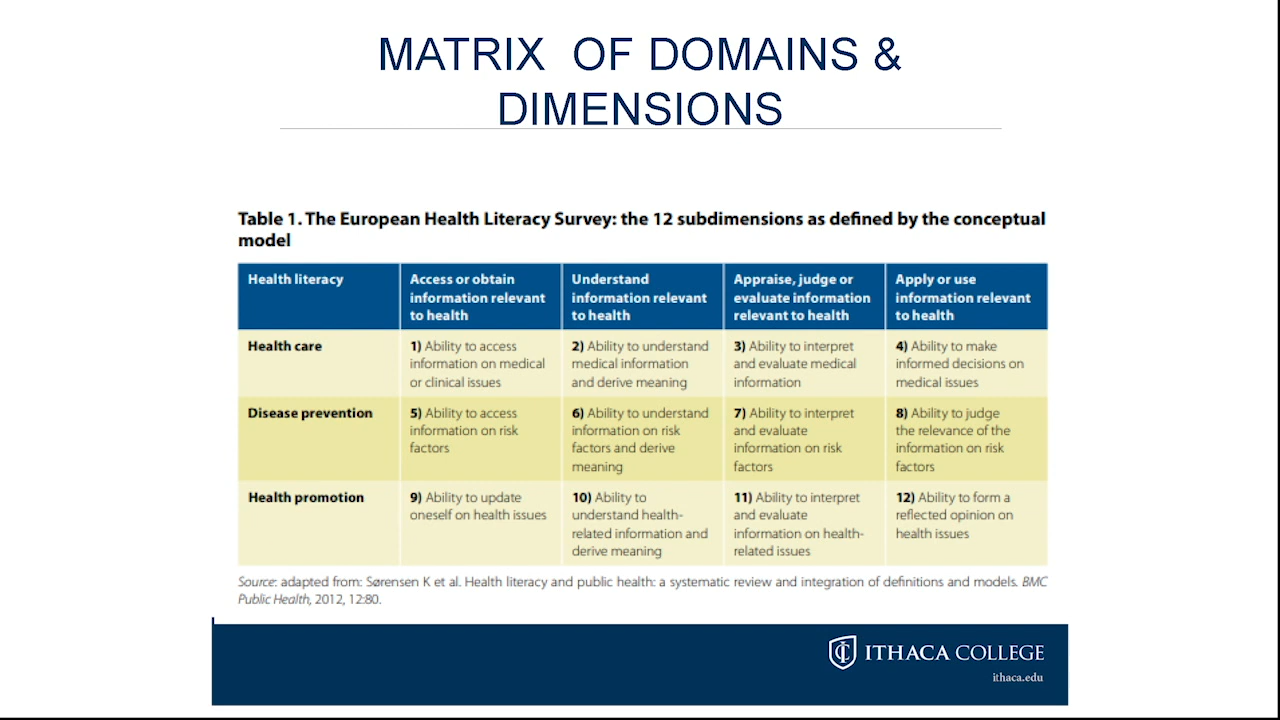 MATRIX OF DOMAINS &
DIMENSIONS
Table 1. The European Health Literacy Survey: the 12 subdimensions as defined by the conceptual
model
Health literacy
Access or obtain
information relevant
to health
Understand
information relevant
to health
Appraise, judge or
evaluate information
relevant to health
Apply or use
information relevant
to health
Health care
1) Ability to access
information on medical
or clinical issues
2) Ability to understand
medical information
and derive meaning
3) Ability to interpret
and evaluate medical
information
4) Ability to make
informed decisions on
medical issues
Disease prevention
5) Ability to access
information on risk
factors
6) Ability to understand
information on risk
factors and derive
meaning
7) Ability to interpret
and evaluate
information on risk
factors
8) Ability to judge
the relevance of the
information on risk
factors
Health promotion
9) Ability to update
oneself on health issues
10) Ability to
understand health-
related information and
derive meaning
11) Ability to interpret
and evaluate
information on health-
related issues
12) Ability to form a
reflected opinion on
health issues
Source: adapted from: Sørensen K et al. Health literacy and public health: a systematic review and integration of definitions and models. BMC
Public Health, 2012, 12:80.
ITHACA COLLEGE
ithaca.edu